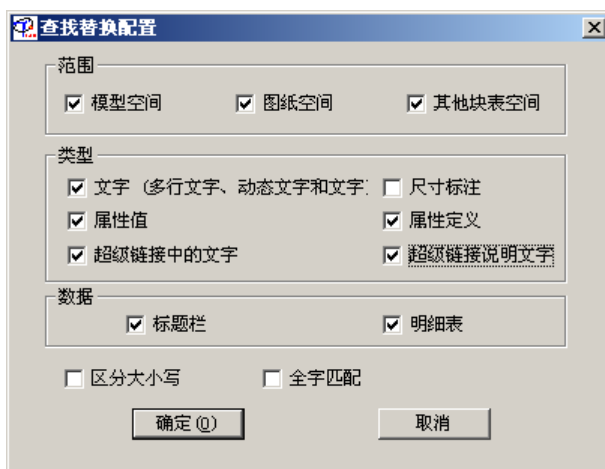 查找替换配置
范围
模型空间 图纸空间 其他块表空间
类型
文字（多行文字、动态文字和文字 尺寸标注
属性值 属性定义
超级链接中的文字 超级链接说明文字
数据
标题栏 明细表
区分大小写 全字匹配
确定(O) 取消